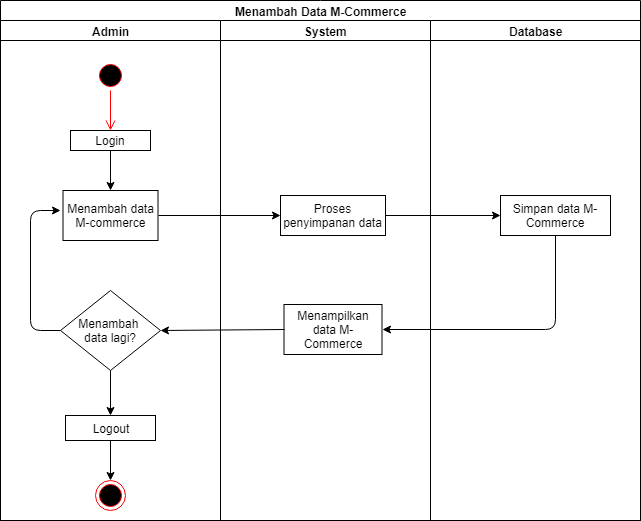 Menambah Data M-Commerce
Admin
System
Database
Login
Menambah data
M-commerce
Proses
penyimpanan data
Simpan data M-
Commerce
Menambah
data lagi?
Menampilkan
data M-
Commerce
Logout